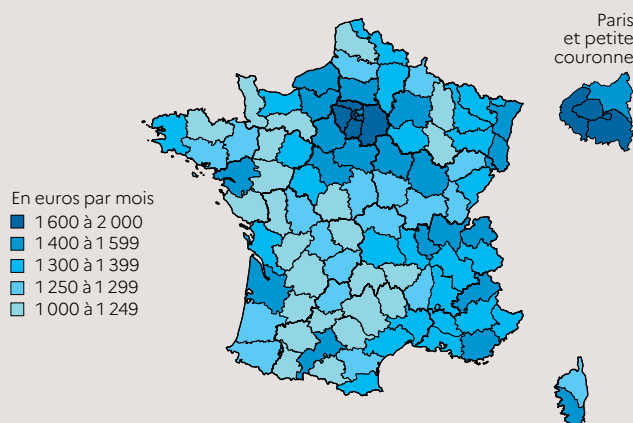 Paris
et petite
couronne
En euros par mois
1 600 à 2 000
1 400 à 1 599
1 300 à 1 399
1 250 à 1 299
1 000 à 1 249